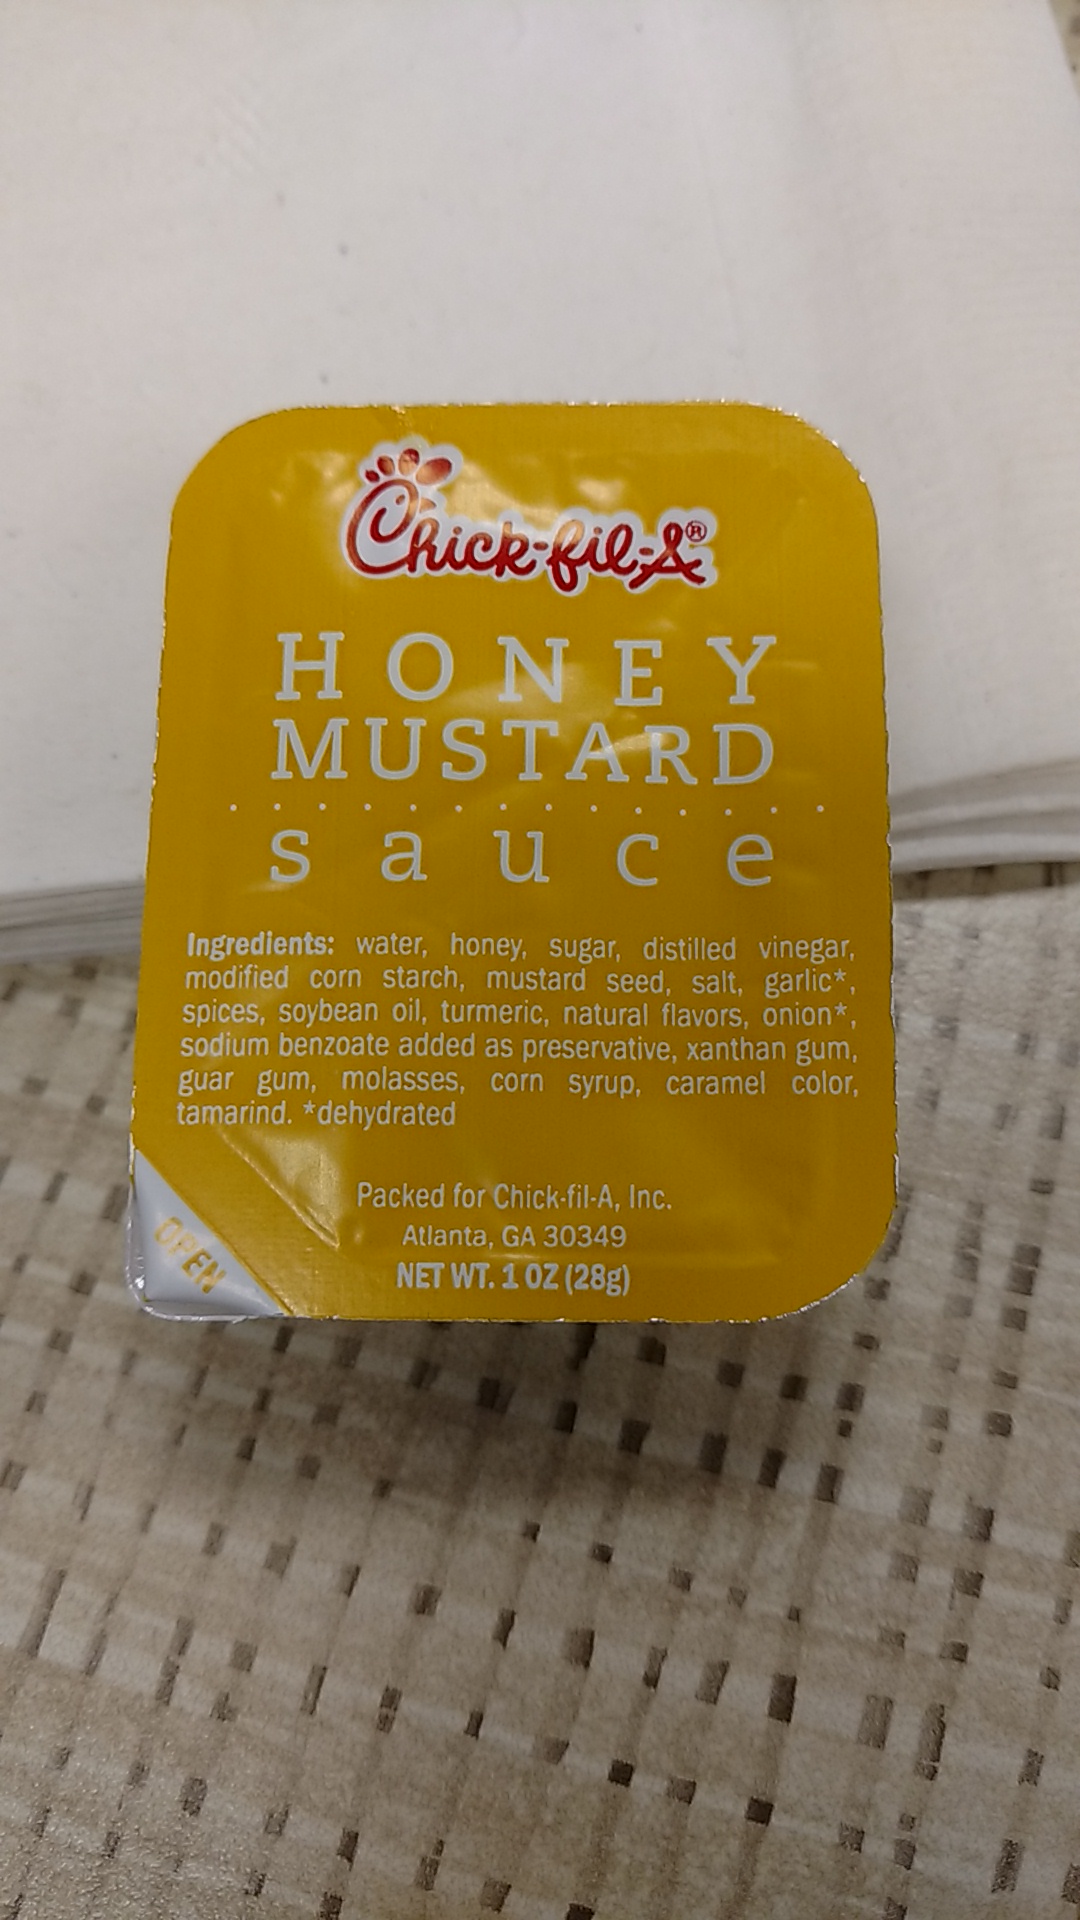 Chick-fil-A®
HONEY
MUSTARD
sauce
Ingredients: water, honey, sugar, distilled vinegar,
modified corn starch, mustard seed, salt, garlic*,
spices, soybean oil, turmeric, natural flavors, onion*,
sodium benzoate added as preservative, xanthan gum,
guar gum, molasses, corn syrup, caramel color,
tamarind. *dehydrated
Packed for Chick-fil-A, Inc.
Atlanta, GA 30349
NET WT. 1 OZ (28g)
OPEN